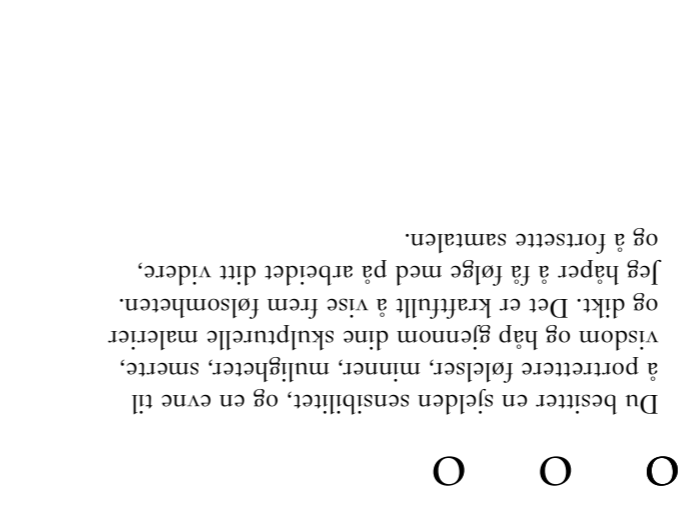 O O O
Du besitter en sjelden sensibilitet, og en evne til
å portrettere følelser, minner, muligheter, smerte,
visdom og håp gjennom dine skulpturelle malerier
og dikt. Det er kraftfullt å vise frem følsomheten.
Jeg håper å få følge med på arbeidet ditt videre,
og å fortsette samtalen.